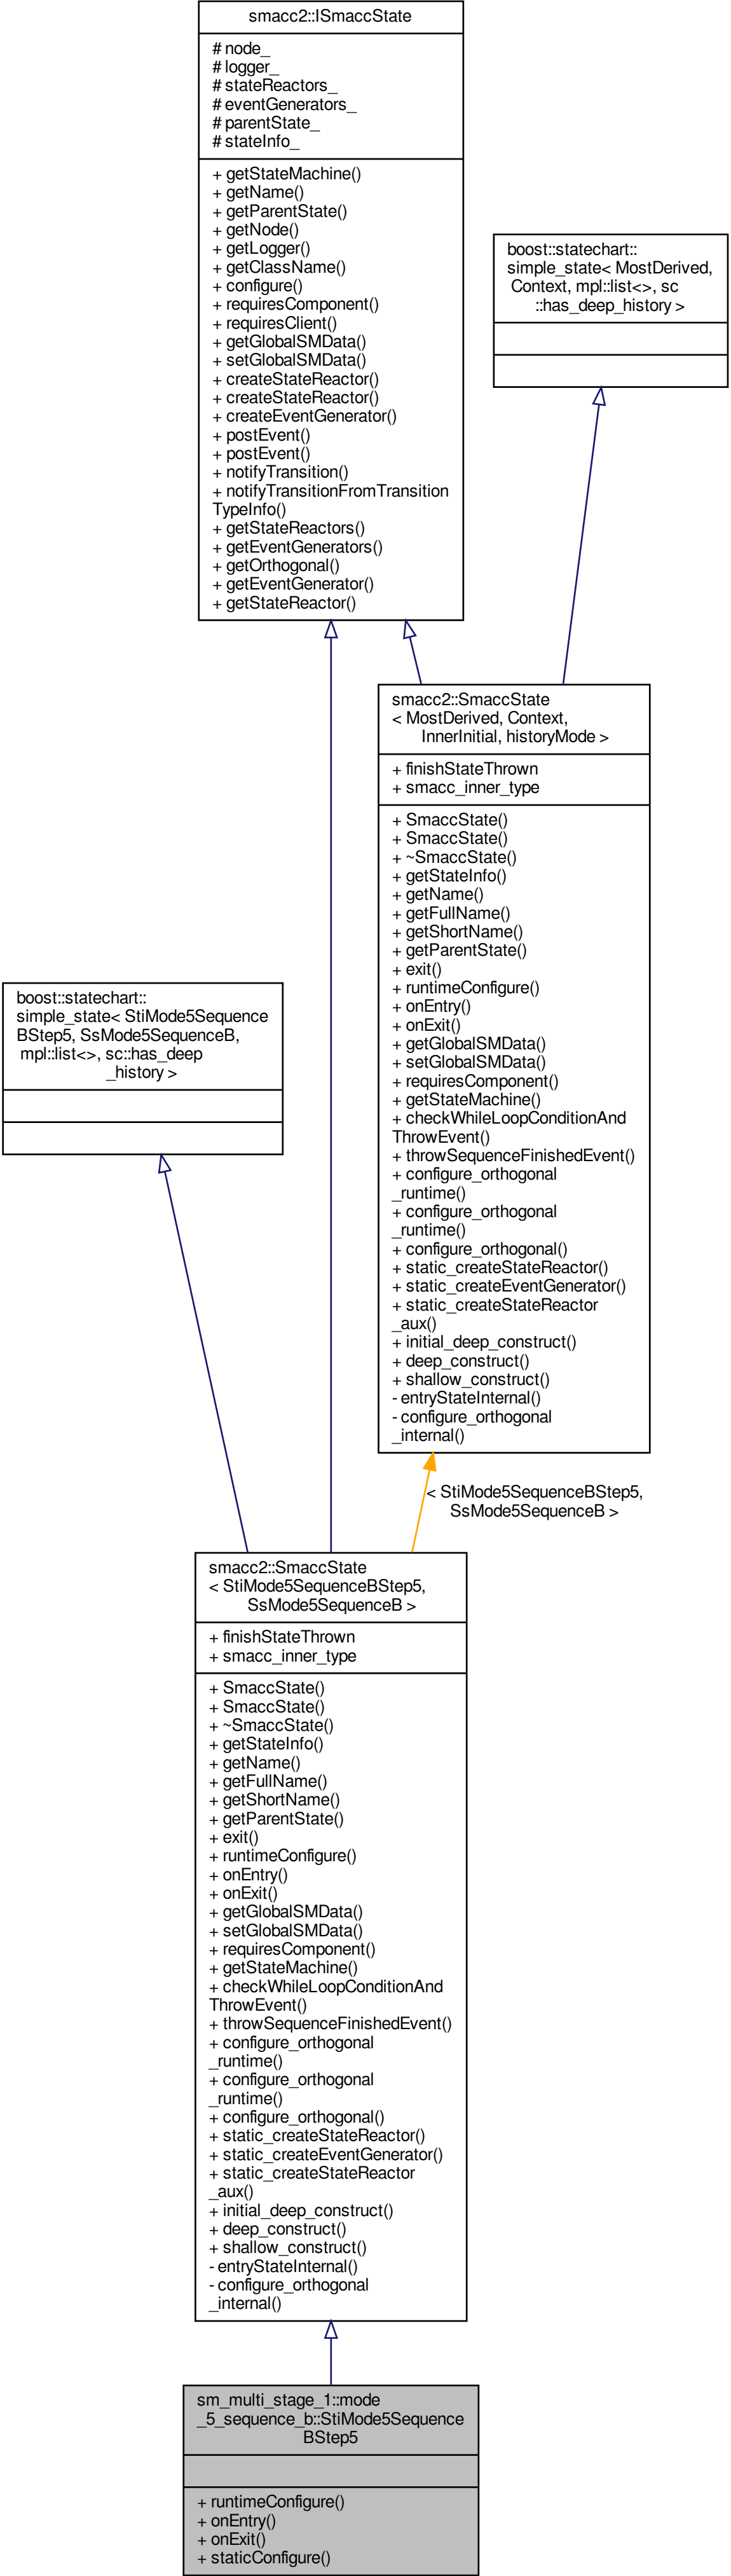 smacc2::ISmaccState
# node_
# logger_
# stateReactors_
# eventGenerators_
# parentState_
# stateInfo_
+ getStateMachine()
+ getName()
+ getParentState()
+ getNode()
+ getLogger()
+ getClassName()
+ configure()
+ requiresComponent()
+ requiresClient()
+ getGlobalSMData()
+ setGlobalSMData()
+ createStateReactor()
+ createStateReactor()
+ createEventGenerator()
+ postEvent()
+ postEvent()
+ notifyTransition()
+ notifyTransitionFromTransition
TypeInfo()
+ getStateReactors()
+ getEventGenerators()
+ getOrthogonal()
+ getEventGenerator()
+ getStateReactor()
boost::statechart::
simple_state< MostDerived,
Context, mpl::list<>, sc
::has_deep_history >
smacc2::SmaccState
< MostDerived, Context,
InnerInitial, historyMode >
+ finishStateThrown
+ smacc_inner_type
+ SmaccState()
+ SmaccState()
+ ~SmaccState()
+ getStateInfo()
+ getName()
+ getFullName()
+ getShortName()
+ getParentState()
+ exit()
+ runtimeConfigure()
+ onEntry()
+ onExit()
+ getGlobalSMData()
+ setGlobalSMData()
+ requiresComponent()
+ getStateMachine()
+ checkWhileLoopConditionAnd
ThrowEvent()
+ throwSequenceFinishedEvent()
+ configure_orthogonal
_runtime()
+ configure_orthogonal
_runtime()
+ configure_orthogonal()
+ static_createStateReactor()
+ static_createEventGenerator()
+ static_createStateReactor
_aux()
+ initial_deep_construct()
+ deep_construct()
+ shallow_construct()
- entryStateInternal()
- configure_orthogonal
_internal()
boost::statechart::
simple_state< StiMode5Sequence
BStep5, SsMode5SequenceB,
mpl::list<>, sc::has_deep
_history >
< StiMode5SequenceBStep5,
SsMode5SequenceB >
smacc2::SmaccState
< StiMode5SequenceBStep5,
SsMode5SequenceB >
+ finishStateThrown
+ smacc_inner_type
+ SmaccState()
+ SmaccState()
+ ~SmaccState()
+ getStateInfo()
+ getName()
+ getFullName()
+ getShortName()
+ getParentState()
+ exit()
+ runtimeConfigure()
+ onEntry()
+ onExit()
+ getGlobalSMData()
+ setGlobalSMData()
+ requiresComponent()
+ getStateMachine()
+ checkWhileLoopConditionAnd
ThrowEvent()
+ throwSequenceFinishedEvent()
+ configure_orthogonal
_runtime()
+ configure_orthogonal
_runtime()
+ configure_orthogonal()
+ static_createStateReactor()
+ static_createEventGenerator()
+ static_createStateReactor
_aux()
+ initial_deep_construct()
+ deep_construct()
+ shallow_construct()
- entryStateInternal()
- configure_orthogonal
_internal()
sm_multi_stage_1::mode
_5_sequence_b::StiMode5Sequence
BStep5
+ runtimeConfigure()
+ onEntry()
+ onExit()
+ staticConfigure()